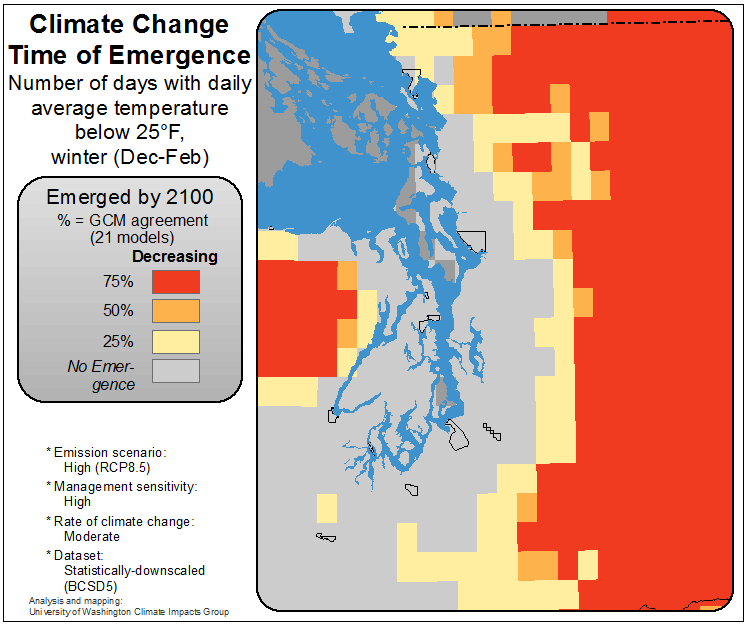 Climate Change
Time of Emergence
Number of days with daily
average temperature
below 25°F,
winter (Dec-Feb)
Emerged by 2100
% = GCM agreement
(21 models)
Decreasing
75%
50%
25%
No Emer-
gence
* Emission scenario:
High (RCP8.5)
* Management sensitivity:
High
* Rate of climate change:
Moderate
* Dataset:
Statistically-downscaled
(BCSD5)
Analysis and mapping:
University of Washington Climate Impacts Group